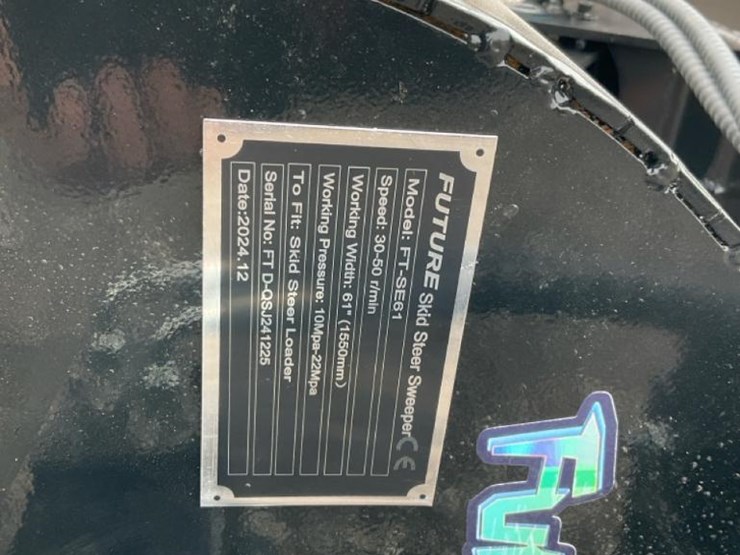 FUTURE Skid Steer Sweeper CE
Model: FT-SE61
Speed: 30-50 r/min
Working Width: 61" (1550mm)
Working Pressure: 10Mpa-22Mpa
To Fit: Skid Steer Loader
Serial No: FT D-QSJ241225
Date:2024.12